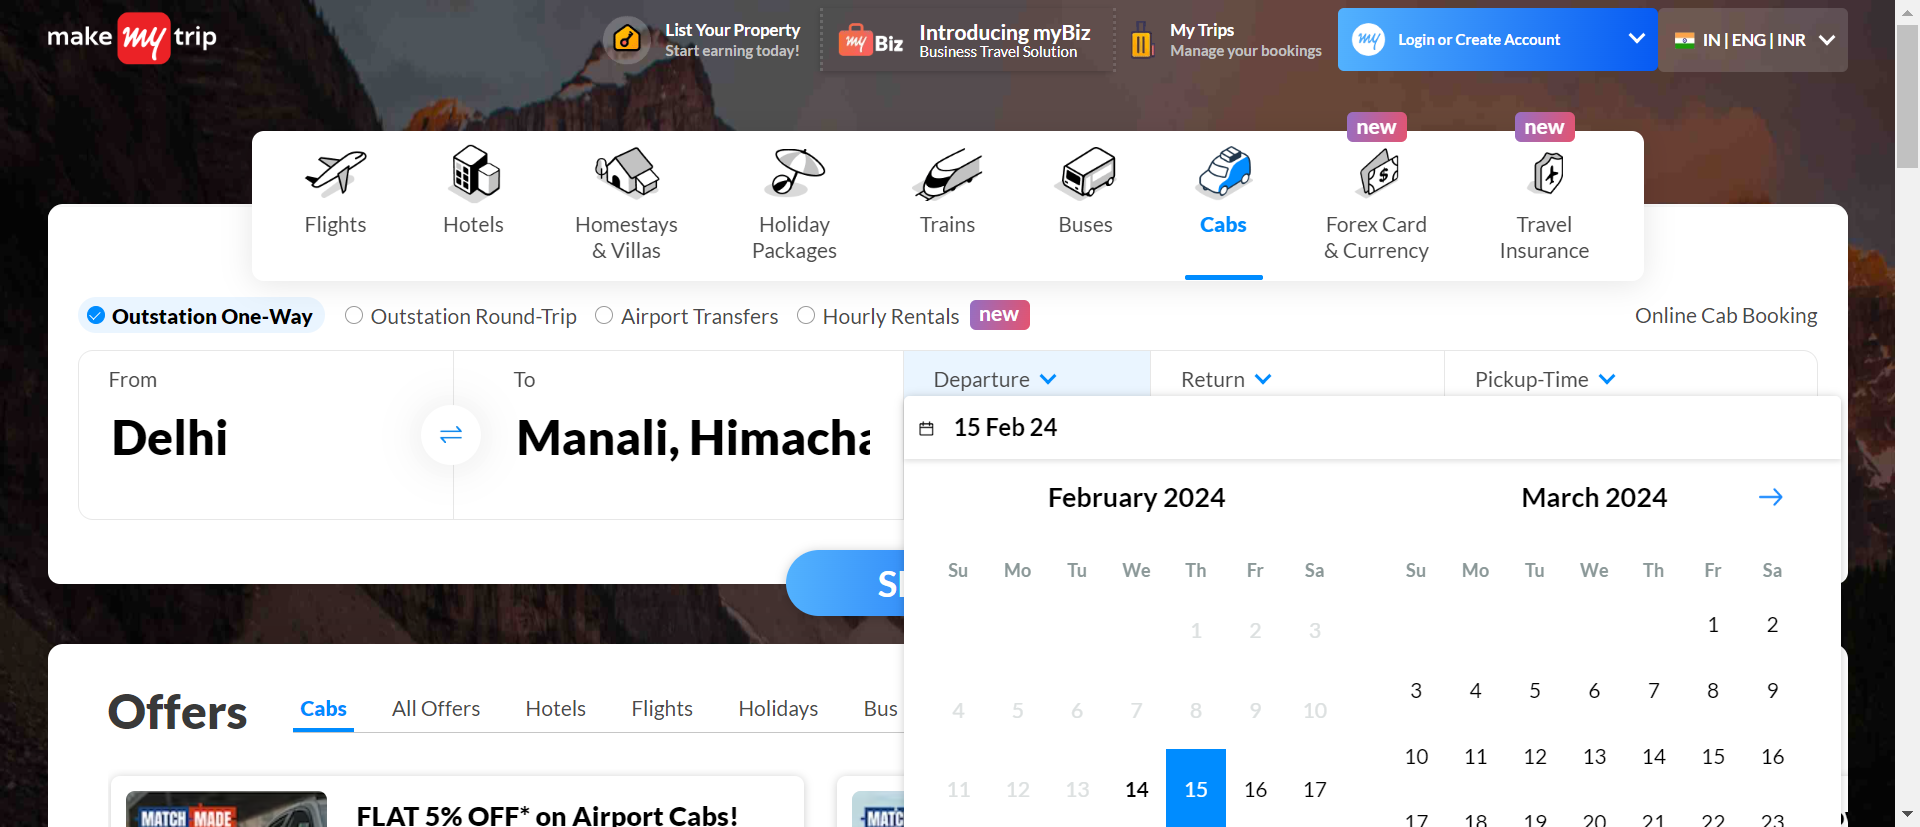 make my trip
List Your Property
Start earning today!
my Biz
Introducing myBiz
Business Travel Solution
My Trips
Manage your bookings
my
Login or Create Account
IN | ENG | INR
new
new
Flights
Hotels
Homestays
& Villas
Holiday
Packages
Trains
Buses
Cabs
Forex Card
& Currency
Travel
Insurance
Outstation One-Way
Outstation Round-Trip
Airport Transfers
Hourly Rentals
new
Online Cab Booking
From
Delhi
To
Manali, Himacha
Departure
Return
Pickup-Time
15 Feb 24
February 2024
March 2024
Su Mo Tu We Th Fr Sa
1 2 3
4 5 6 7 8 9 10
11 12 13 14 15 16 17
Su Mo Tu We Th Fr Sa
1 2
3 4 5 6 7 8 9
10 11 12 13 14 15 16
17 18 19 20 21 22 23
Offers
Cabs
All Offers
Hotels
Flights
Holidays
Bus
MATCH MADE
FLAT 5% OFF* on Airport Cabs!
MATC